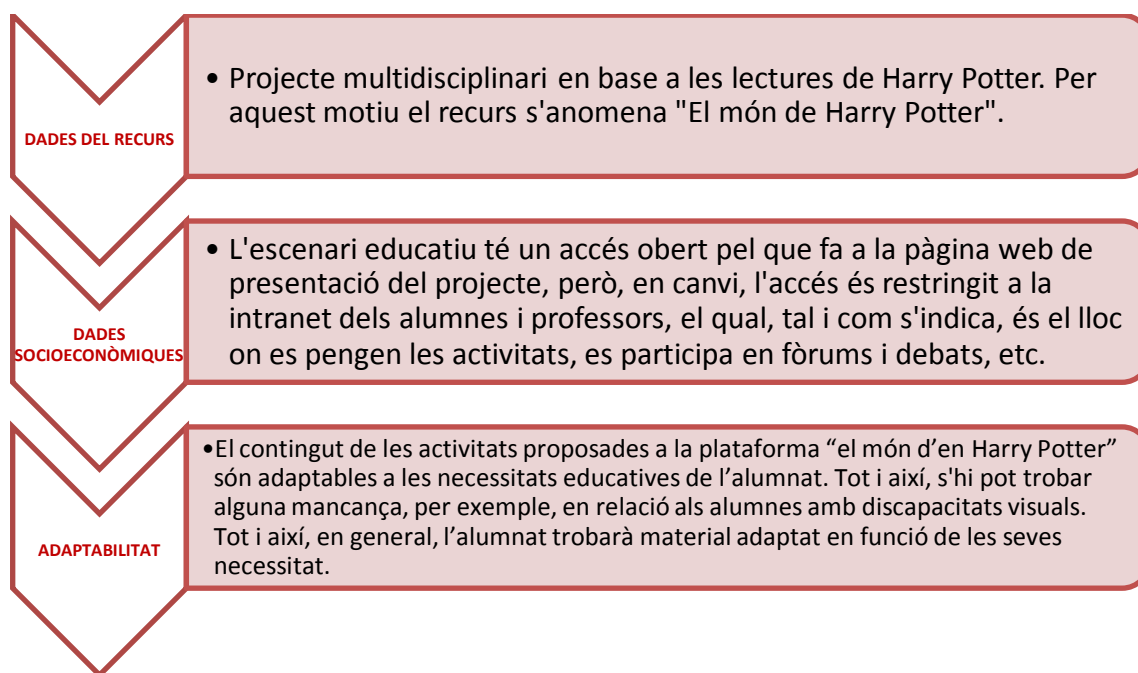 DADES DEL RECURS
• Projecte multidisciplinari en base a les lectures de Harry Potter. Per
aquest motiu el recurs s'anomena "El món de Harry Potter".
DADES
SOCIOECONÒMIQUES
• L'escenari educatiu té un accés obert pel que fa a la pàgina web de
presentació del projecte, però, en canvi, l'accés és restringit a la
intranet dels alumnes i professors, el qual, tal i com s'indica, és el lloc
on es pengen les activitats, es participa en fòrums i debats, etc.
ADAPTABILITAT
•El contingut de les activitats proposades a la plataforma “el món d’en Harry Potter”
són adaptables a les necessitats educatives de l’alumnat. Tot i així, s'hi pot trobar
alguna mancança, per exemple, en relació als alumnes amb discapacitats visuals.
Tot i així, en general, l’alumnat trobarà material adaptat en funció de les seves
necessitat.